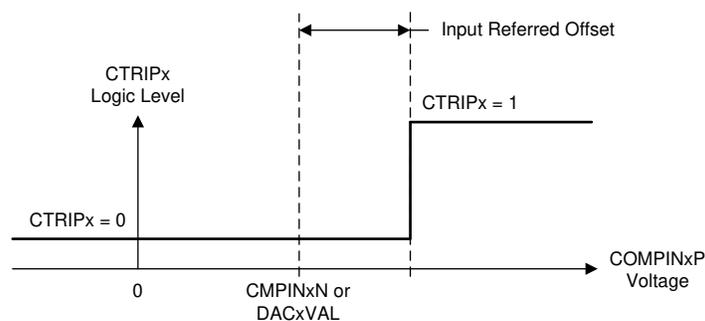 Input Referred Offset
CTRIPx
Logic Level
CTRIPx = 1
CTRIPx = 0
COMPINxP
Voltage
0
CMPINxN or
DACxVAL